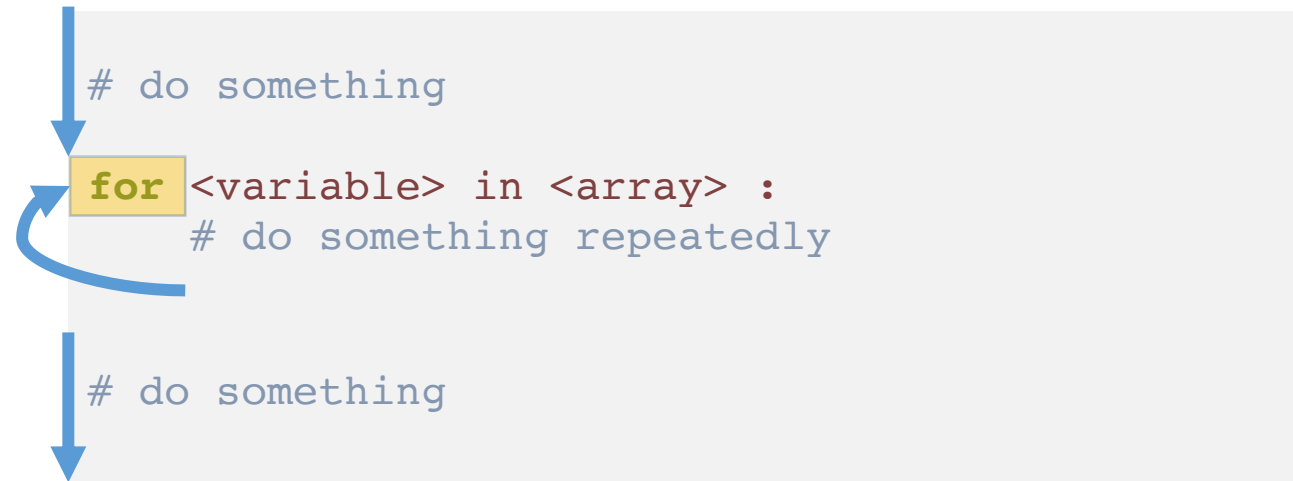 # do something
for <variable> in <array> :
# do something repeatedly
# do something